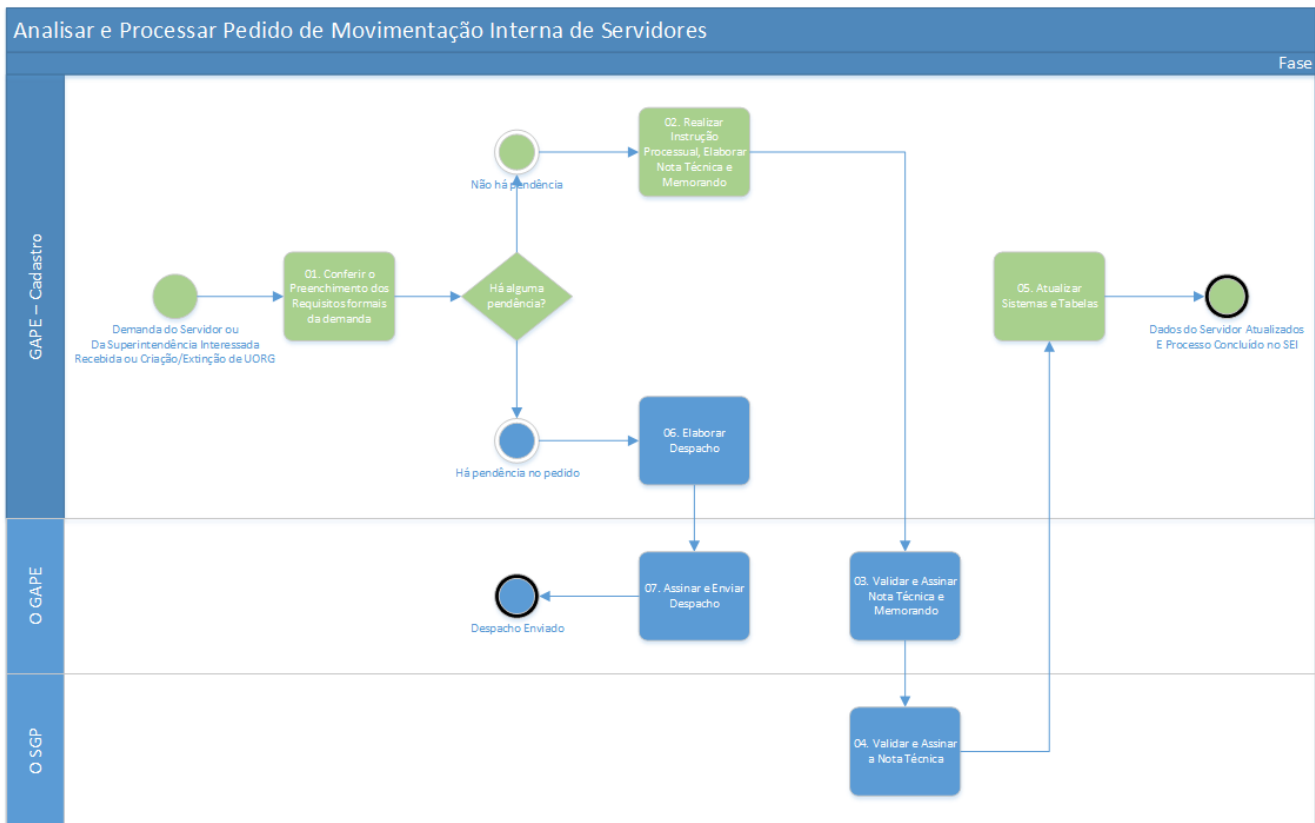 Analisar e Processar Pedido de Movimentação Interna de Servidores
Fase
GAPE – Cadastro
Demanda do Servidor ou
Da Superintendência Interessada
Recebida ou Criação/Extinção de UORG
01. Conferir o
Preenchimento dos
Requisitos formais
da demanda
Há alguma
pendência?
Não há pendência
02. Realizar
Instrução
Processual, Elaborar
Nota Técnica e
Memorando
Há pendência no pedido
06. Elaborar
Despacho
05. Atualizar
Sistemas e Tabelas
Dados do Servidor Atualizados
E Processo Concluído no SEI
O GAPE
Despacho Enviado
07. Assinar e Enviar
Despacho
03. Validar e Assinar
Nota Técnica e
Memorando
O SGP
04. Validar e Assinar
a Nota Técnica